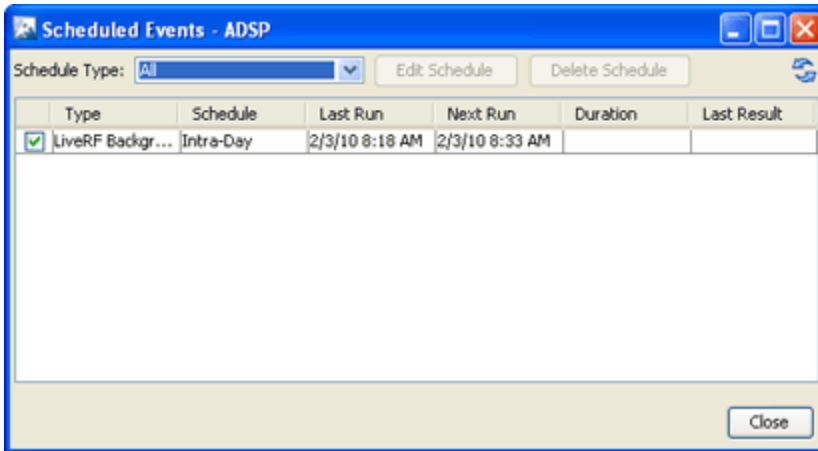 Scheduled Events - ADSP
Schedule Type: All Edit Schedule Delete Schedule
Type Schedule Last Run Next Run Duration Last Result
LiveRF Backgr... Intra-Day 2/3/10 8:18 AM 2/3/10 8:33 AM
Close